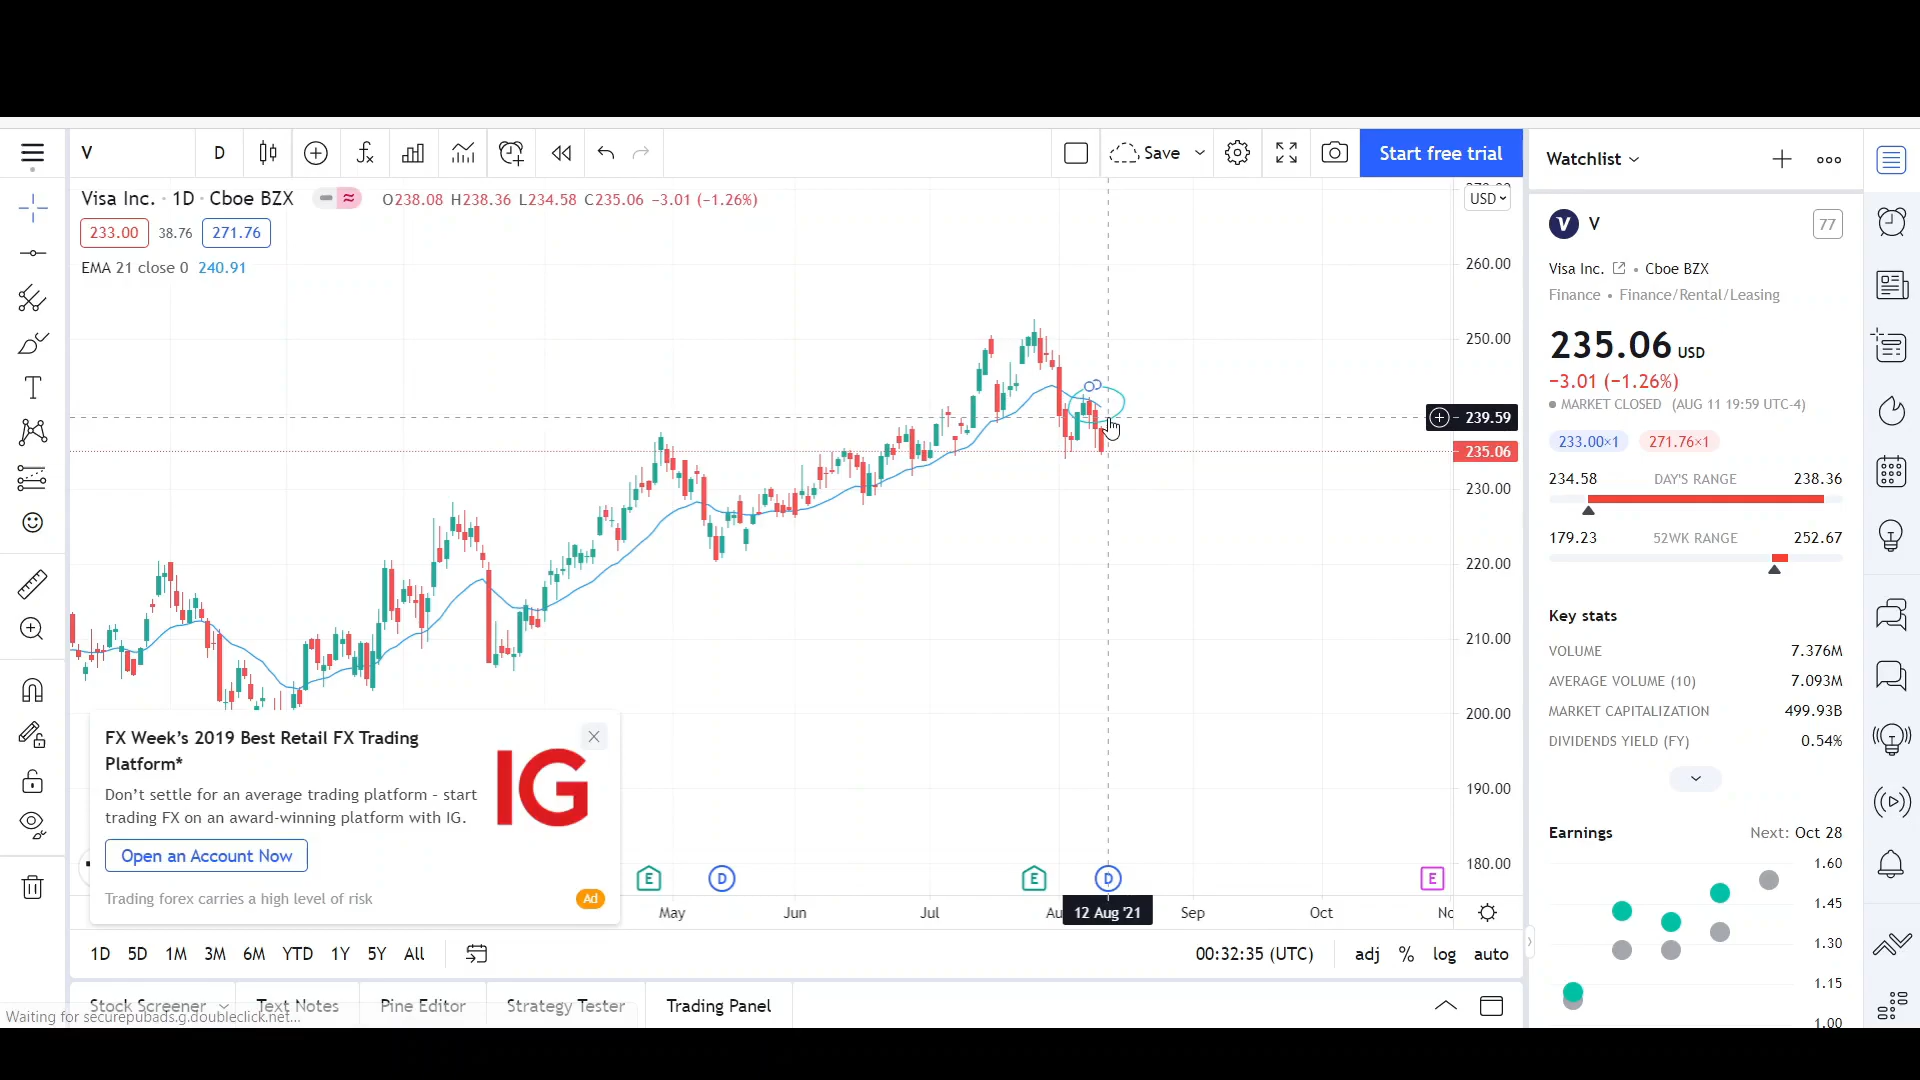 V
D
Save
Start free trial
Visa Inc. · 1D · Cboe BZX
O238.08 H238.36 L234.58 C235.06 −3.01 (−1.26%)
233.00 38.76 271.76
EMA 21 close 0 240.91
USD
260.00
250.00
239.59
235.06
230.00
220.00
210.00
200.00
190.00
180.00
FX Week’s 2019 Best Retail FX Trading
Platform*
Don’t settle for an average trading platform - start
trading FX on an award-winning platform with IG.
IG
Open an Account Now
Trading forex carries a high level of risk
Ad
E D E D E
May Jun Jul Au 12 Aug '21 Sep Oct No
1D 5D 1M 3M 6M YTD 1Y 5Y All
00:32:35 (UTC) adj % log auto
Stock Screener Text Notes Pine Editor Strategy Tester Trading Panel
Waiting for securepubads.g.doubleclick.net...
Watchlist
V V 77
Visa Inc. • Cboe BZX
Finance • Finance/Rental/Leasing
235.06 USD
−3.01 (−1.26%)
MARKET CLOSED (AUG 11 19:59 UTC-4)
233.00×1 271.76×1
234.58 DAY'S RANGE 238.36
179.23 52WK RANGE 252.67
Key stats
VOLUME 7.376M
AVERAGE VOLUME (10) 7.093M
MARKET CAPITALIZATION 499.93B
DIVIDENDS YIELD (FY) 0.54%
Earnings Next: Oct 28
1.60
1.45
1.30
1.15
1.00